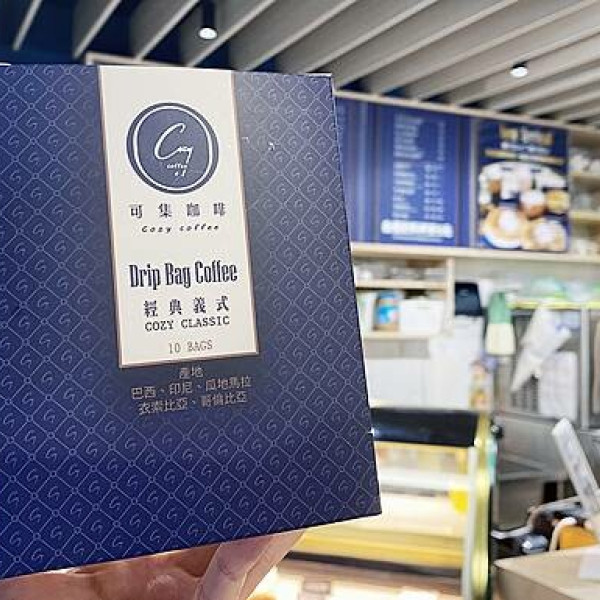 Cozy
coffee
可集咖啡
Cozy coffee
Drip Bag Coffee
經典義式
COZY CLASSIC
10 BAGS
產地
巴西、印尼、瓜地馬拉
衣索比亞、哥倫比亞